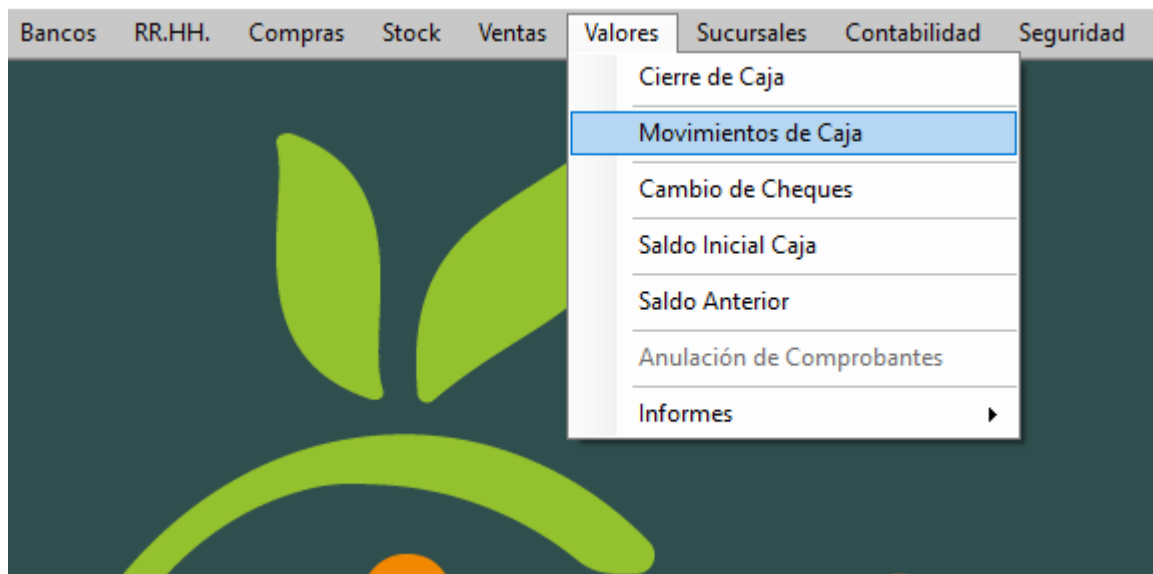 Bancos RR.HH. Compras Stock Ventas Valores Sucursales Contabilidad Seguridad
Cierre de Caja
Movimientos de Caja
Cambio de Cheques
Saldo Inicial Caja
Saldo Anterior
Anulación de Comprobantes
Informes